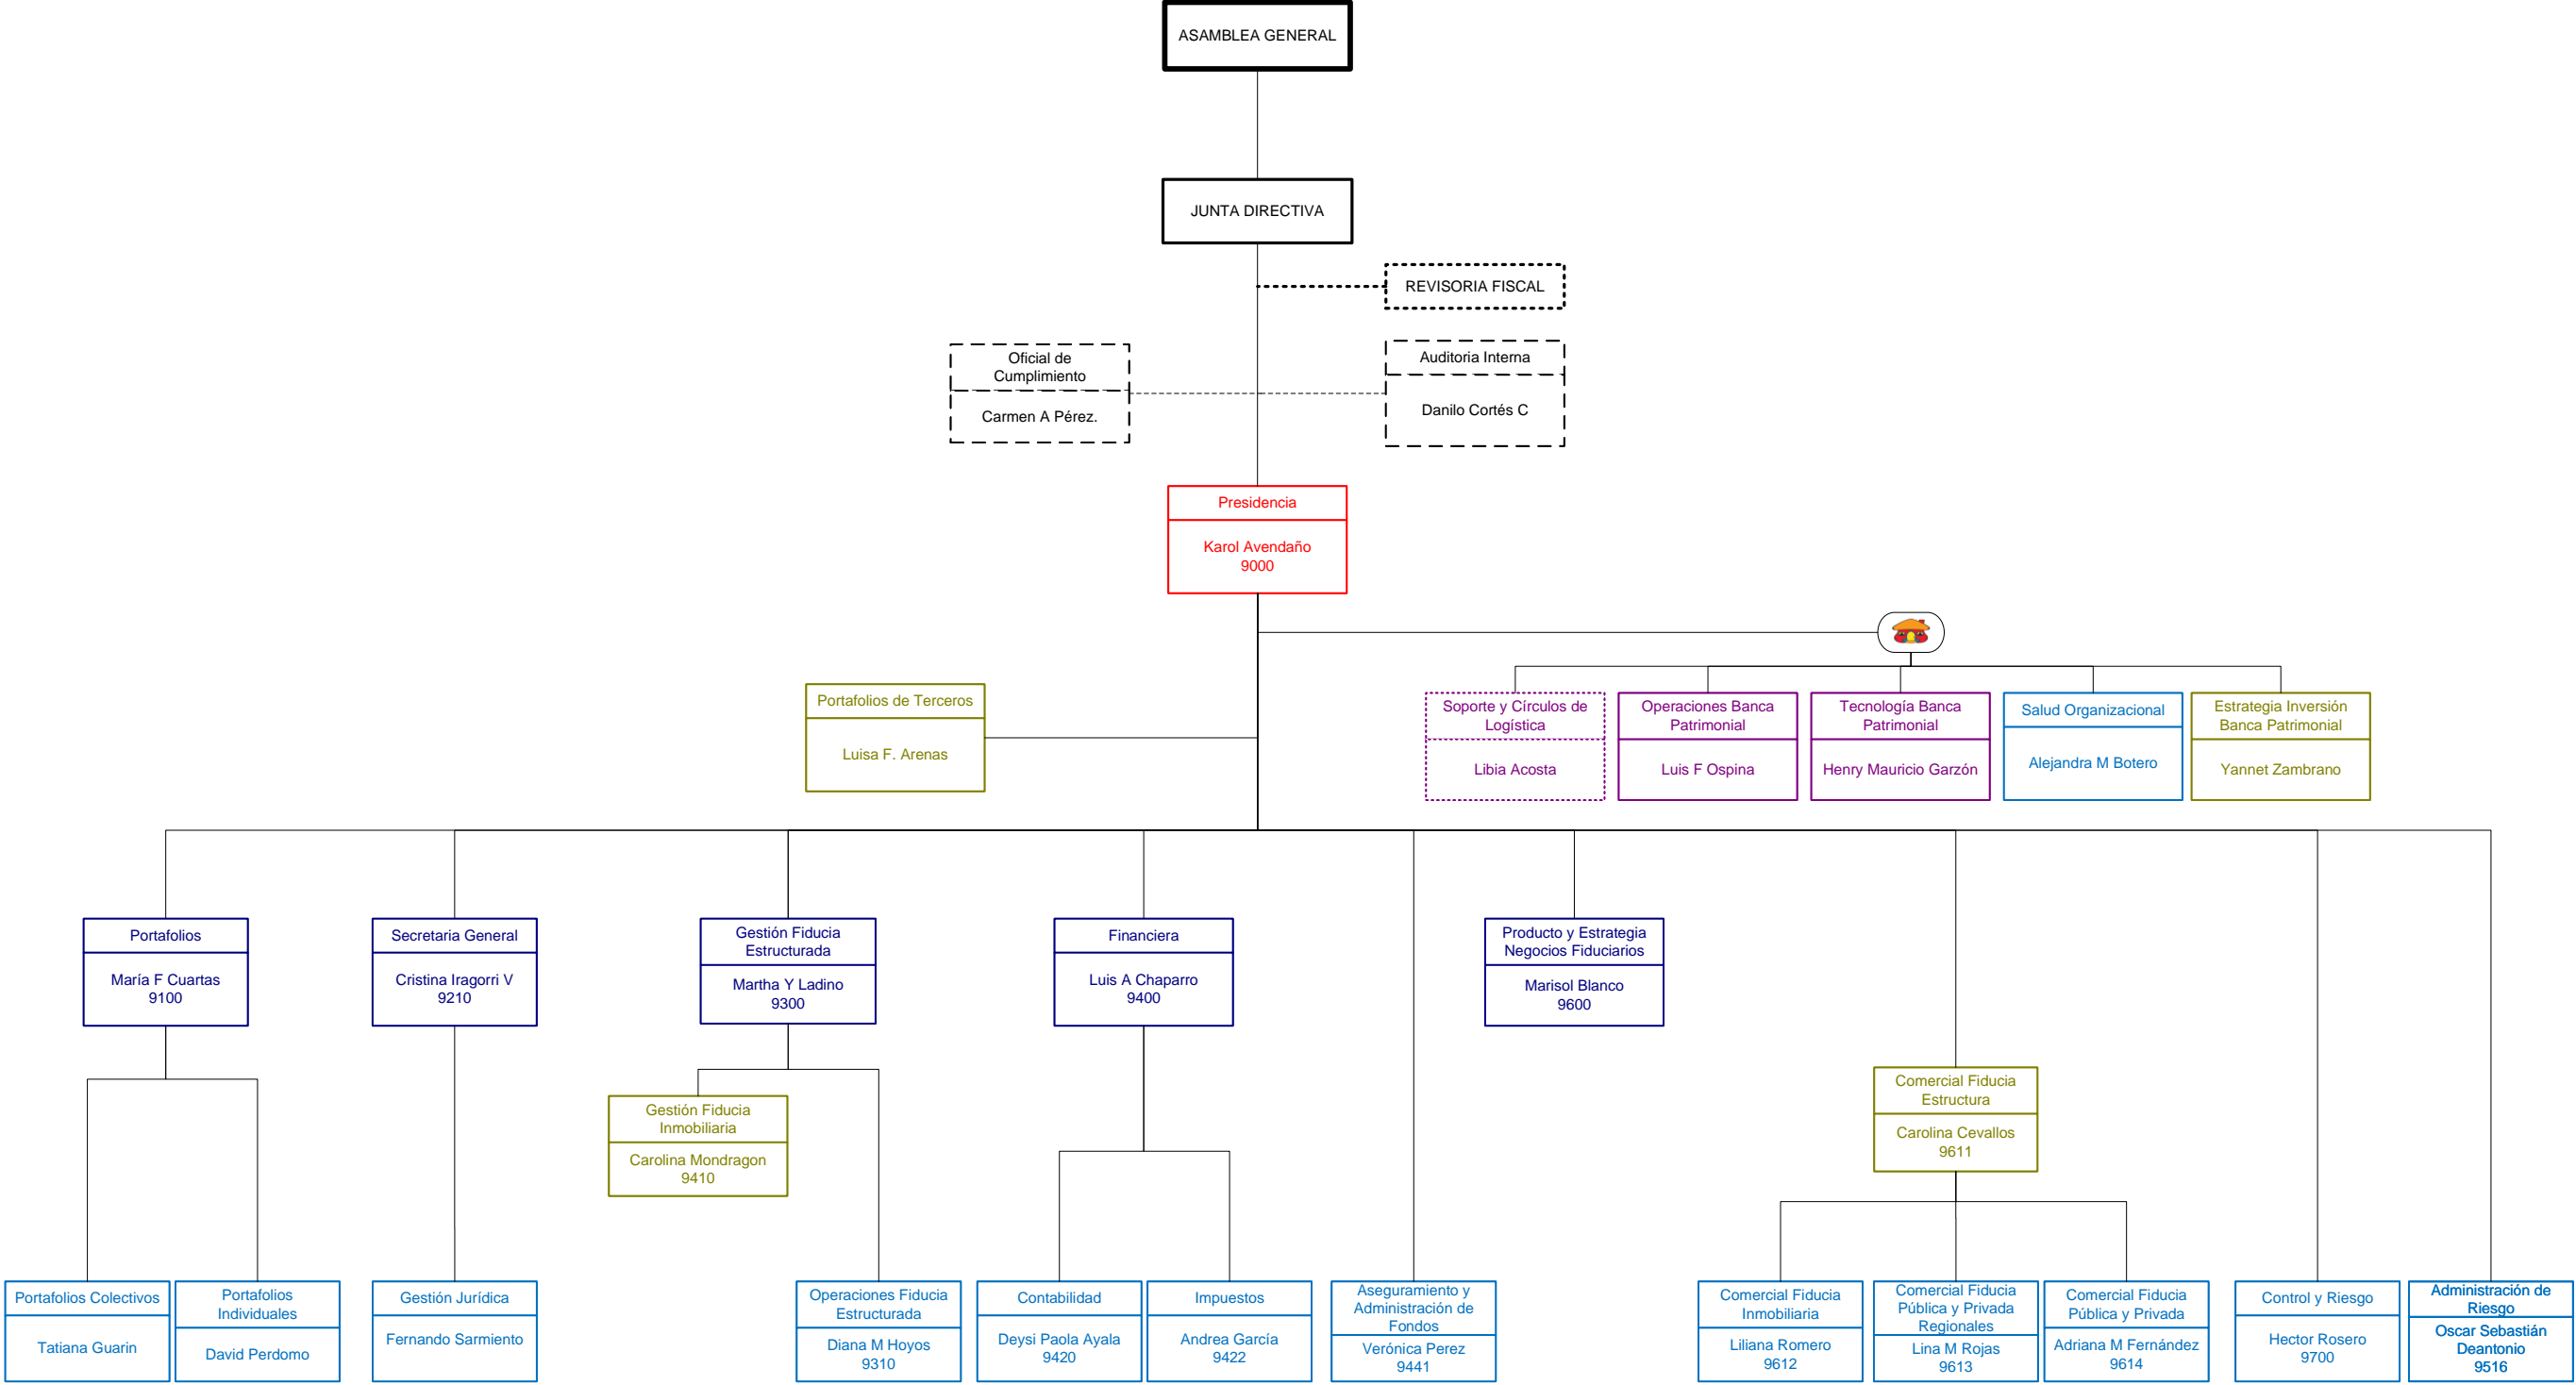 ASAMBLEA GENERAL
JUNTA DIRECTIVA
REVISORIA FISCAL
Oficial de
Cumplimiento
Carmen A Pérez.
Auditoria Interna
Danilo Cortés C
Presidencia
Karol Avendaño
9000
Portafolios de Terceros
Luisa F. Arenas
Soporte y Círculos de
Logística
Libia Acosta
Operaciones Banca
Patrimonial
Luis F Ospina
Tecnología Banca
Patrimonial
Henry Mauricio Garzón
Salud Organizacional
Alejandra M Botero
Estrategia Inversión
Banca Patrimonial
Yannet Zambrano
Portafolios
María F Cuartas
9100
Secretaria General
Cristina Iragorri V
9210
Gestión Fiducia
Estructurada
Martha Y Ladino
9300
Financiera
Luis A Chaparro
9400
Producto y Estrategia
Negocios Fiduciarios
Marisol Blanco
9600
Gestión Fiducia
Inmobiliaria
Carolina Mondragon
9410
Comercial Fiducia
Estructura
Carolina Cevallos
9611
Portafolios Colectivos
Tatiana Guarin
Portafolios
Individuales
David Perdomo
Gestión Jurídica
Fernando Sarmiento
Operaciones Fiducia
Estructurada
Diana M Hoyos
9310
Contabilidad
Deysi Paola Ayala
9420
Impuestos
Andrea García
9422
Aseguramiento y
Administración de
Fondos
Verónica Perez
9441
Comercial Fiducia
Inmobiliaria
Liliana Romero
9612
Comercial Fiducia
Pública y Privada
Regionales
Lina M Rojas
9613
Comercial Fiducia
Pública y Privada
Adriana M Fernández
9614
Control y Riesgo
Hector Rosero
9700
Administración de
Riesgo
Oscar Sebastián
Deantonio
9516